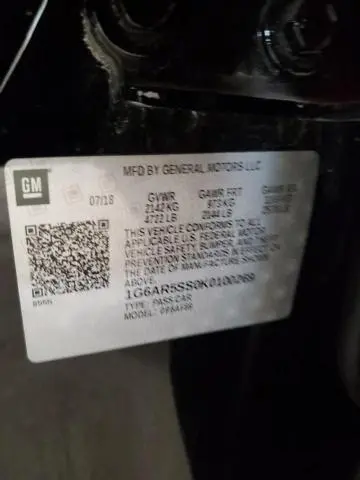 MFD BY GENERAL MOTORS LLC
GM
07/18 GVWR GAWR FRT GAWR
2142 KG 973 KG
4722 LB 2144 LB
THIS VEHICLE CONFORMS TO ALL
APPLICABLE U.S. FEDERAL MOTOR
VEHICLE SAFETY, BUMPER, AND THEFT
PREVENTION STANDARDS IN EFFECT ON
THE DATE OF MANUFACTURE SHOWN
ABOVE.
1G6AR5SS0K0100269
TYPE: PASS CAR
MODEL: